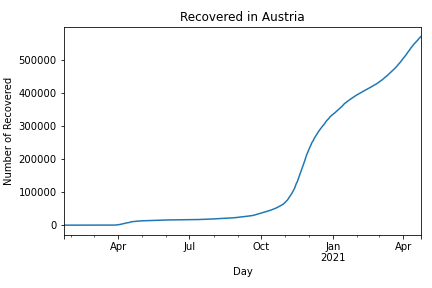 Recovered in Austria
Number of Recovered
500000
400000
300000
200000
100000
0
Apr Jul Oct Jan Apr
2021
Day